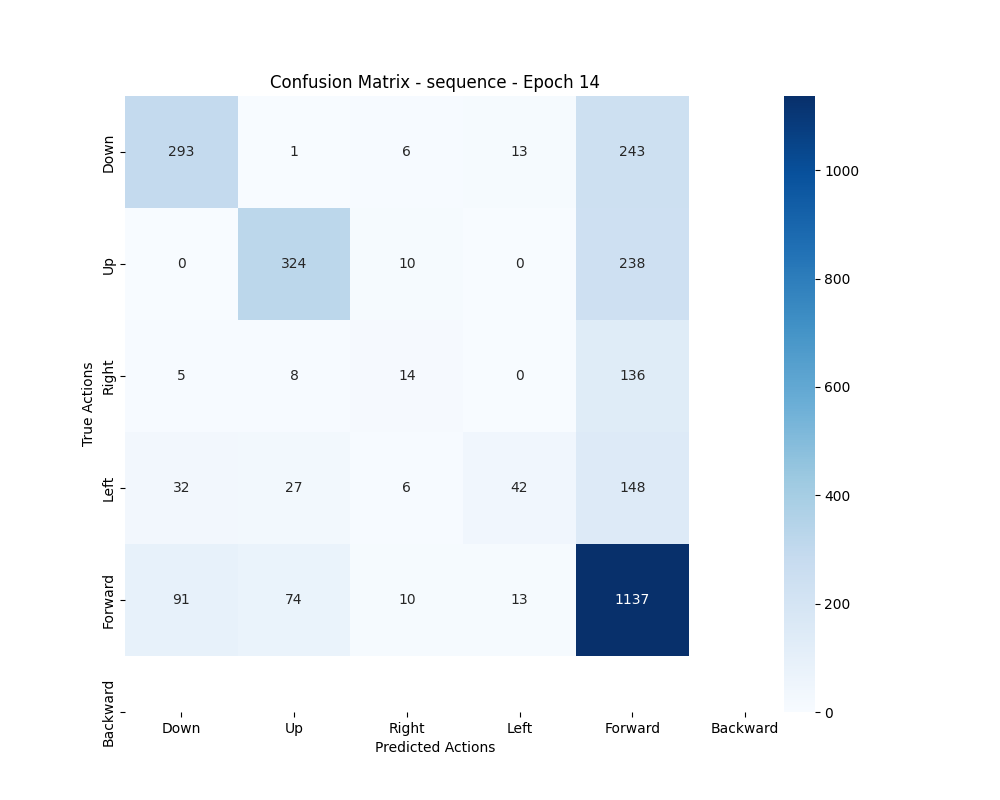 Confusion Matrix - sequence - Epoch 14
True Actions
Down 293 1 6 13 243
Up 0 324 10 0 238
Right 5 8 14 0 136
Left 32 27 6 42 148
Forward 91 74 10 13 1137
Backward
Down Up Right Left Forward Backward
Predicted Actions
1000
800
600
400
200
0